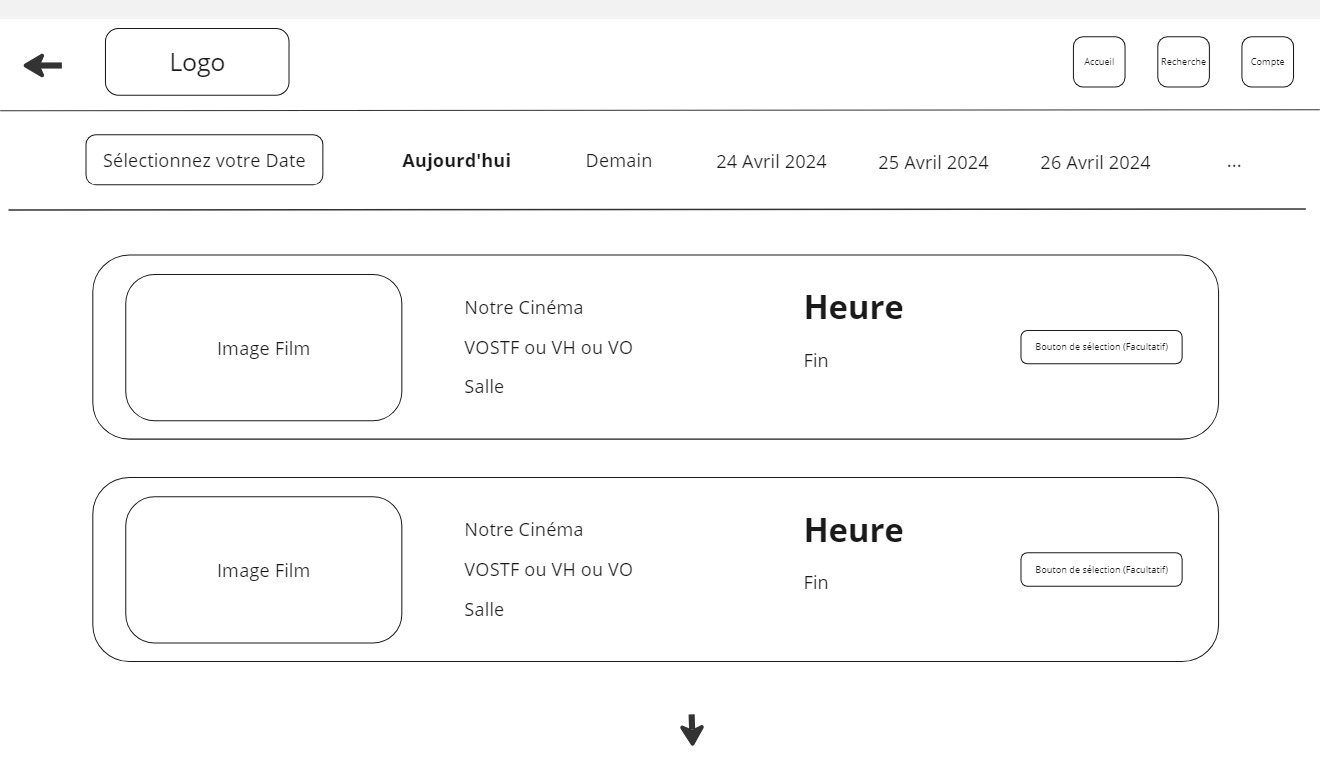 Logo
Accueil
Recherche
Compte
Sélectionnez votre Date
Aujourd'hui
Demain
24 Avril 2024
25 Avril 2024
26 Avril 2024
...
Image Film
Notre Cinéma
VOSTF ou VH ou VO
Salle
Heure
Fin
Bouton de sélection (Facultatif)
Image Film
Notre Cinéma
VOSTF ou VH ou VO
Salle
Heure
Fin
Bouton de sélection (Facultatif)